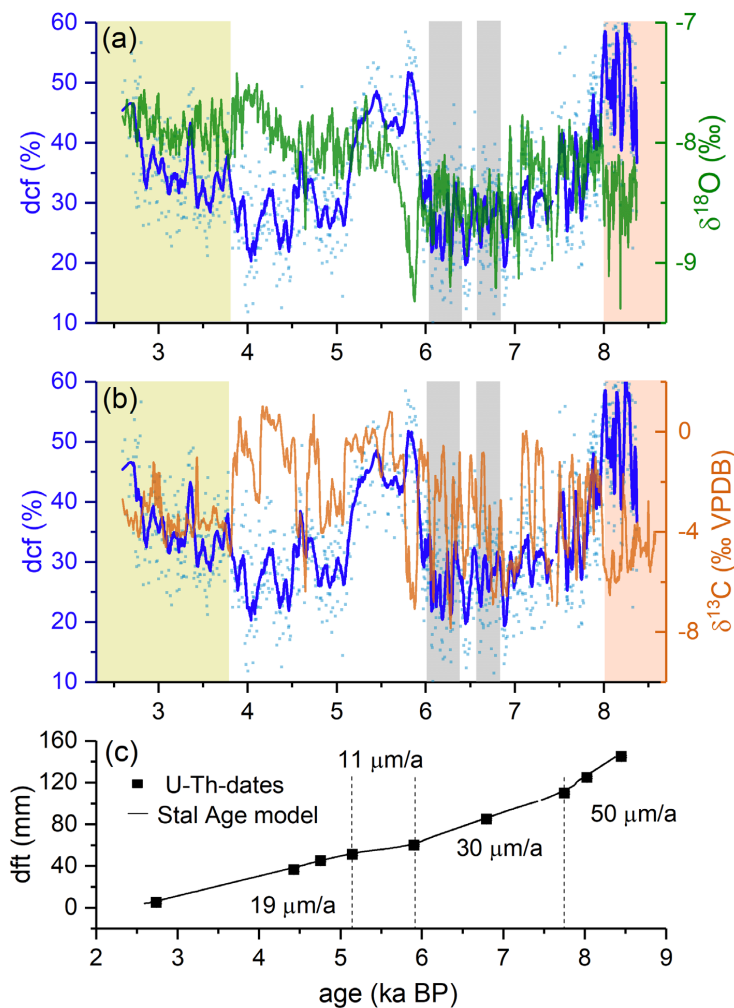 (a)
60
50
40
30
20
10
dcf (%)
-7
-8
-9
δ18O (‰)
3 4 5 6 7 8
(b)
60
50
40
30
20
10
dcf (%)
0
-4
-8
δ13C (‰ VPDB)
3 4 5 6 7 8
(c)
160
120
80
40
0
dft (mm)
U-Th-dates
Stal Age model
11 μm/a
19 μm/a
30 μm/a
50 μm/a
2 3 4 5 6 7 8 9
age (ka BP)